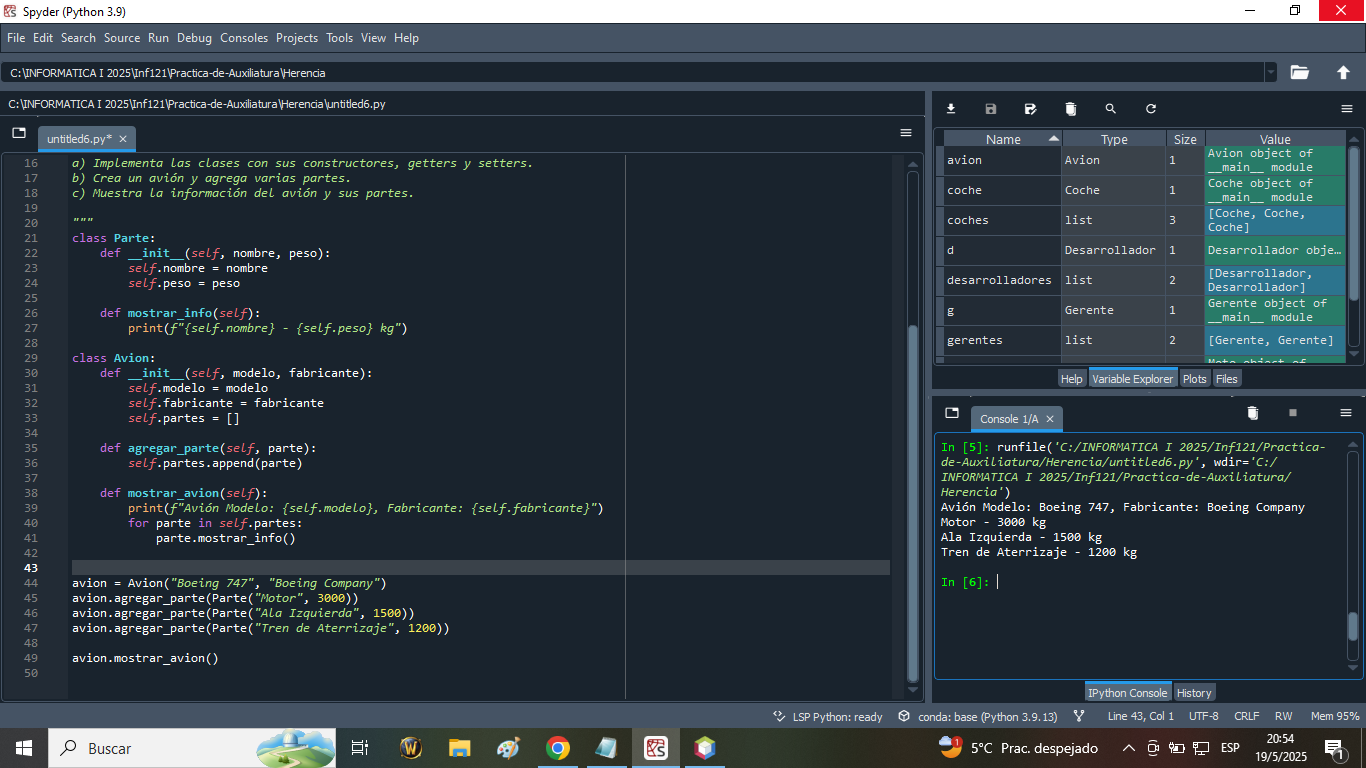 Spyder (Python 3.9)
File Edit Search Source Run Debug Consoles Projects Tools View Help
C:\INFORMATICA I 2025\Inf121\Practica-de-Auxiliatura\Herencia
C:\INFORMATICA I 2025\Inf121\Practica-de-Auxiliatura\Herencia\untitled6.py
untitled6.py*
16 a) Implementa las clases con sus constructores, getters y setters.
17 b) Crea un avión y agrega varias partes.
18 c) Muestra la información del avión y sus partes.
19
20 """
21 class Parte:
22 def __init__(self, nombre, peso):
23 self.nombre = nombre
24 self.peso = peso
25
26 def mostrar_info(self):
27 print(f"{self.nombre} - {self.peso} kg")
28
29 class Avion:
30 def __init__(self, modelo, fabricante):
31 self.modelo = modelo
32 self.fabricante = fabricante
33 self.partes = []
34
35 def agregar_parte(self, parte):
36 self.partes.append(parte)
37
38 def mostrar_avion(self):
39 print(f"Avión Modelo: {self.modelo}, Fabricante: {self.fabricante}")
40 for parte in self.partes:
41 parte.mostrar_info()
42
43
44 avion = Avion("Boeing 747", "Boeing Company")
45 avion.agregar_parte(Parte("Motor", 3000))
46 avion.agregar_parte(Parte("Ala Izquierda", 1500))
47 avion.agregar_parte(Parte("Tren de Aterrizaje", 1200))
48
49 avion.mostrar_avion()
50
Name Type Size Value
avion Avion 1 Avion object of
__main__ module
coche Coche 1 Coche object of
__main__ module
coches list 3 [Coche, Coche,
Coche]
d Desarrollador 1 Desarrollador obje…
desarrolladores list 2 [Desarrollador,
Desarrollador]
g Gerente 1 Gerente object of
__main__ module
gerentes list 2 [Gerente, Gerente]
Moto object of
Help Variable Explorer Plots Files
Console 1/A
In [5]: runfile('C:/INFORMATICA I 2025/Inf121/Practica-
de-Auxiliatura/Herencia/untitled6.py', wdir='C:/
INFORMATICA I 2025/Inf121/Practica-de-Auxiliatura/
Herencia')
Avión Modelo: Boeing 747, Fabricante: Boeing Company
Motor - 3000 kg
Ala Izquierda - 1500 kg
Tren de Aterrizaje - 1200 kg
In [6]:
IPython Console History
LSP Python: ready conda: base (Python 3.9.13) Line 43, Col 1 UTF-8 CRLF RW Mem 95%
Buscar
1
5°C Prac. despejado
ESP
20:54
19/5/2025
1